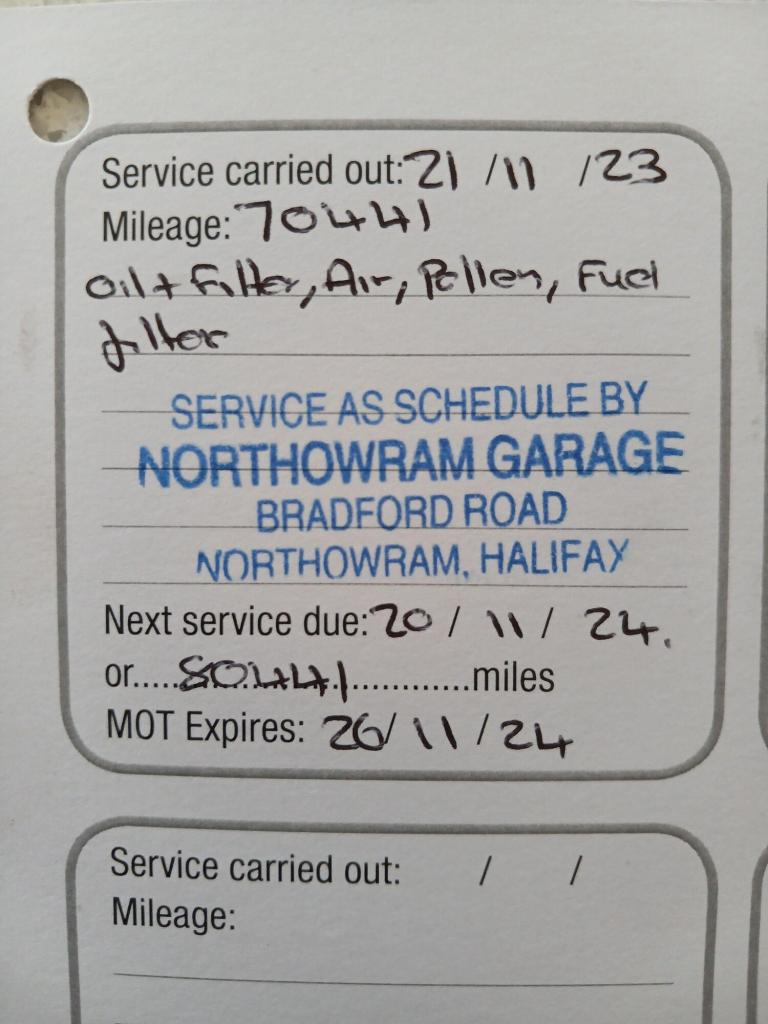 Service carried out: 21 / 11 / 23
Mileage: 70441
Oil + Filter, Air, Pollen, Fuel
filter
SERVICE AS SCHEDULE BY
NORTHOWRAM GARAGE
BRADFORD ROAD
NORTHOWRAM, HALIFAX
Next service due: 20 / 11 / 24.
or.....80441............miles
MOT Expires: 26 / 11 / 24
Service carried out: / /
Mileage: